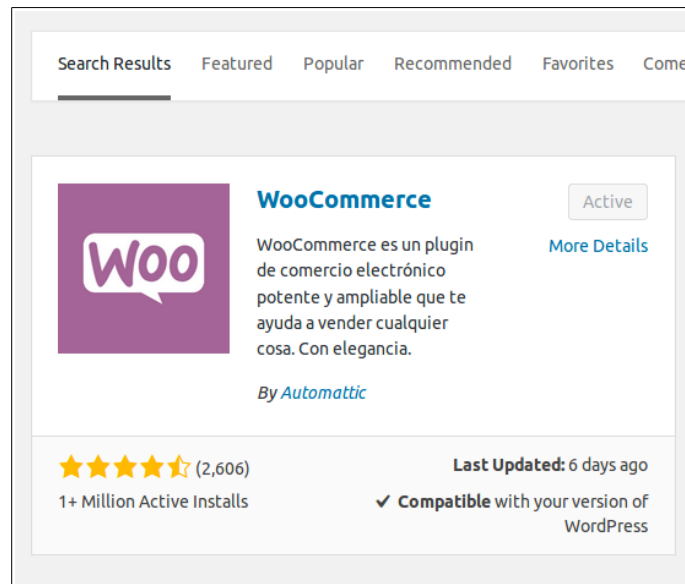 Search Results Featured Popular Recommended Favorites Come
WooCommerce Active
WOO
WooCommerce es un plugin More Details
de comercio electrónico
potente y ampliable que te
ayuda a vender cualquier
cosa. Con elegancia.
By Automattic
(2,606) Last Updated: 6 days ago
1+ Million Active Installs Compatible with your version of
WordPress